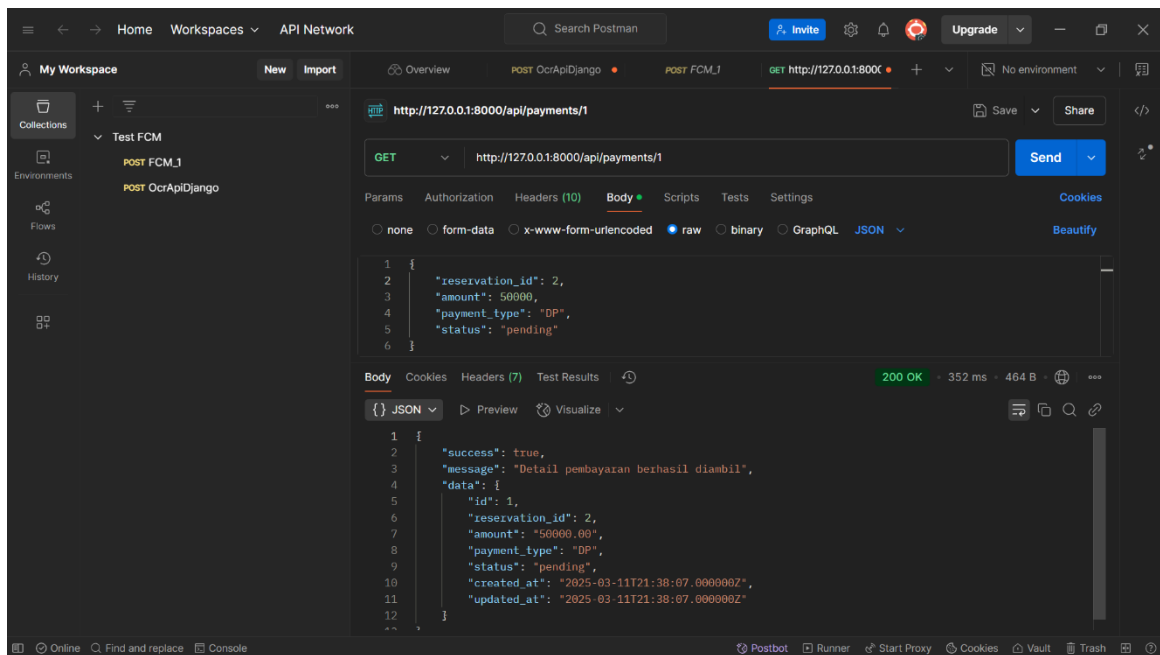 Home Workspaces API Network Search Postman Invite Upgrade
My Workspace New Import Overview POST OcrApiDjango POST FCM_1 GET http://127.0.0.1:8000 No environment
Collections
Environments
Flows
History
Test FCM
POST FCM_1
POST OcrApiDjango
HTTP http://127.0.0.1:8000/api/payments/1 Save Share
GET http://127.0.0.1:8000/api/payments/1 Send
Params Authorization Headers (10) Body Scripts Tests Settings Cookies
none form-data x-www-form-urlencoded raw binary GraphQL JSON Beautify
1 {
2 "reservation_id": 2,
3 "amount": 50000,
4 "payment_type": "DP",
5 "status": "pending"
6 }
Body Cookies Headers (7) Test Results 200 OK 352 ms 464 B
{} JSON Preview Visualize
1 {
2 "success": true,
3 "message": "Detail pembayaran berhasil diambil",
4 "data": {
5 "id": 1,
6 "reservation_id": 2,
7 "amount": "50000.00",
8 "payment_type": "DP",
9 "status": "pending",
10 "created_at": "2025-03-11T21:38:07.000000Z",
11 "updated_at": "2025-03-11T21:38:07.000000Z"
12 }
Online Find and replace Console Postbot Runner Start Proxy Cookies Vault Trash